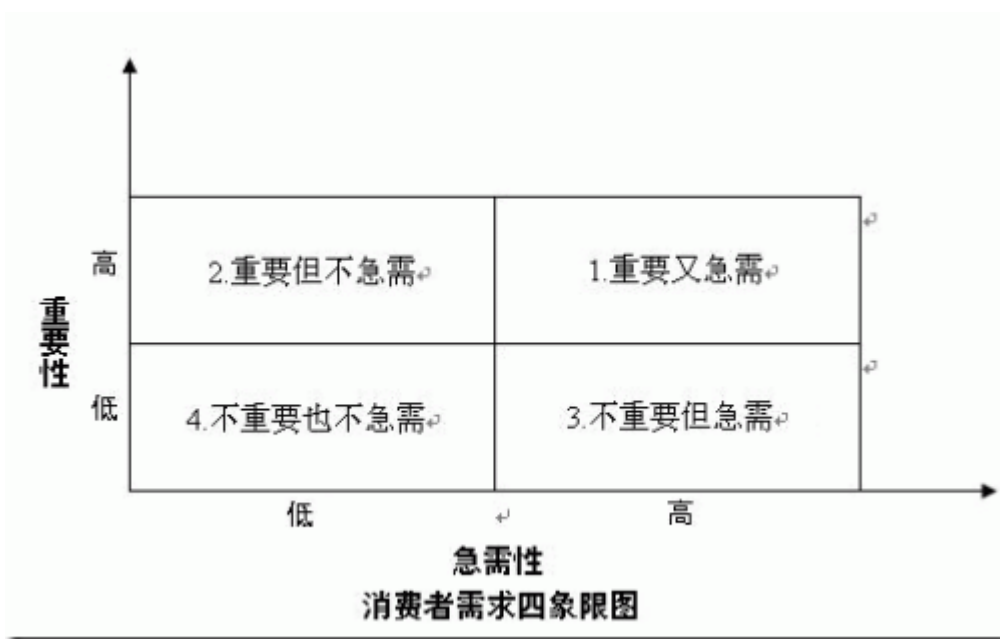 高
2.重要但不急需
1.重要又急需
重要性
低
4.不重要也不急需
3.不重要但急需
低
高
急需性
消费者需求四象限图